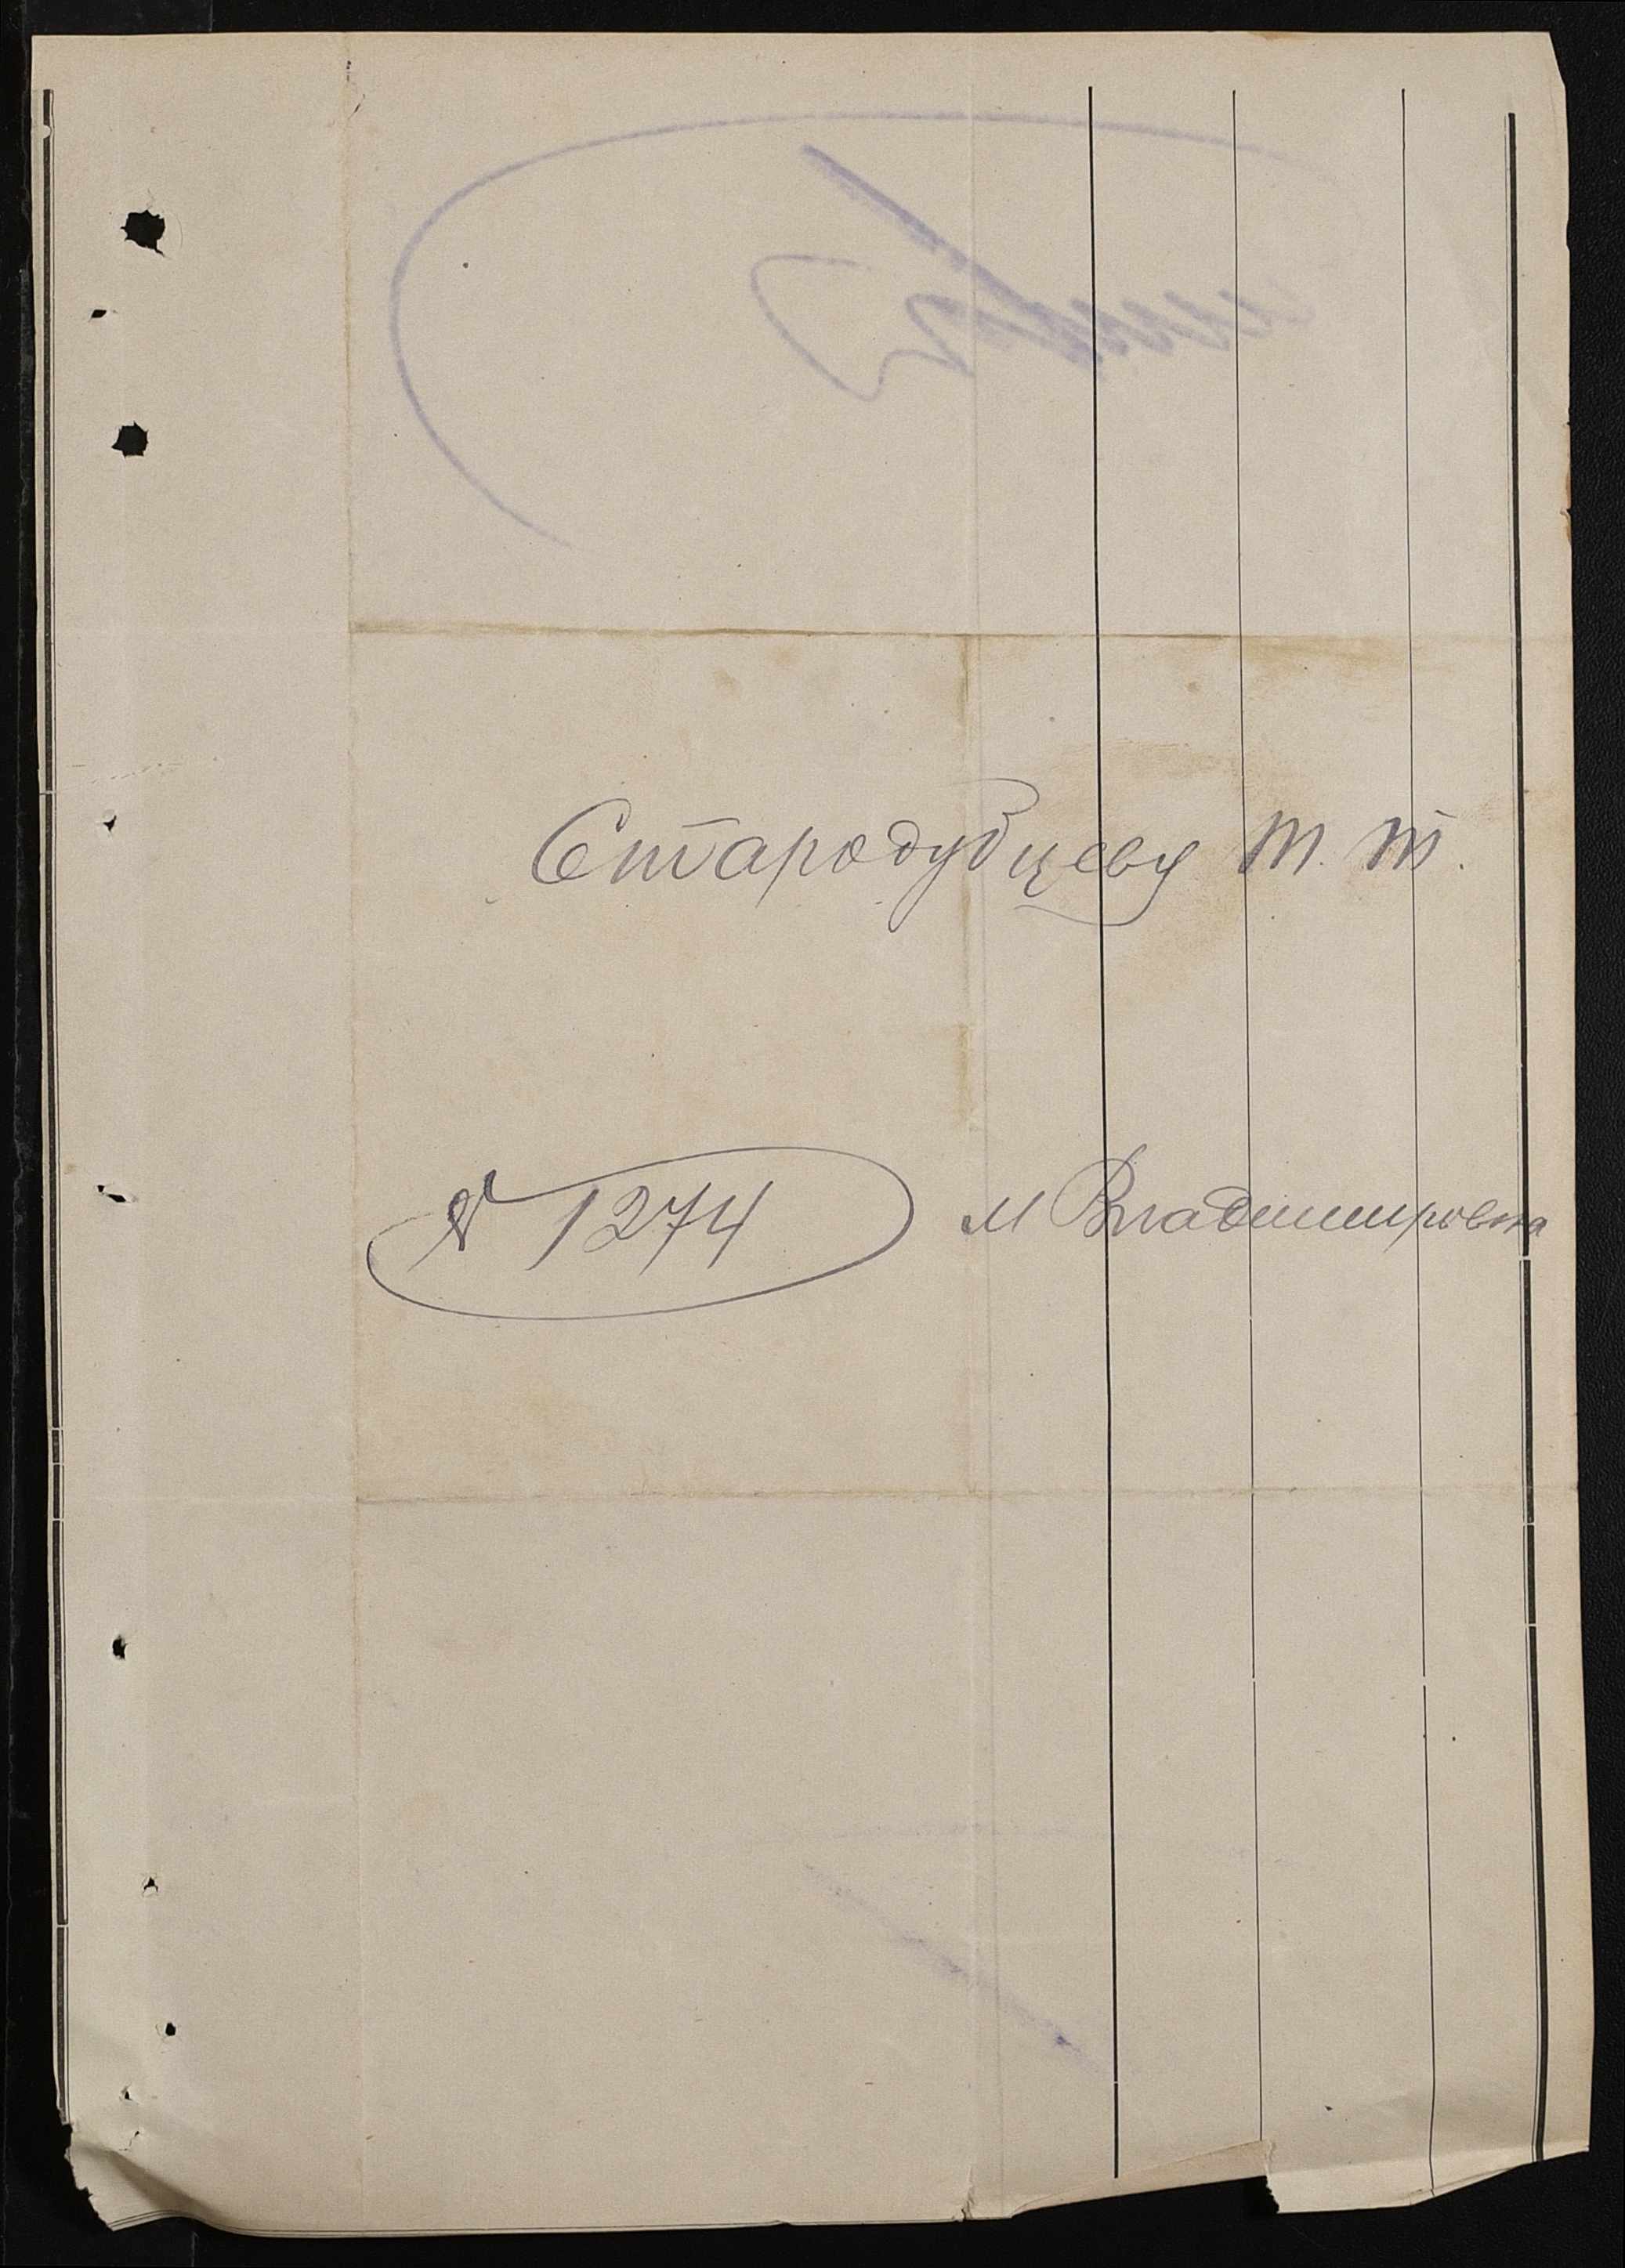 Стародубцеву Т. Т.
№ 1274 м Владимировка